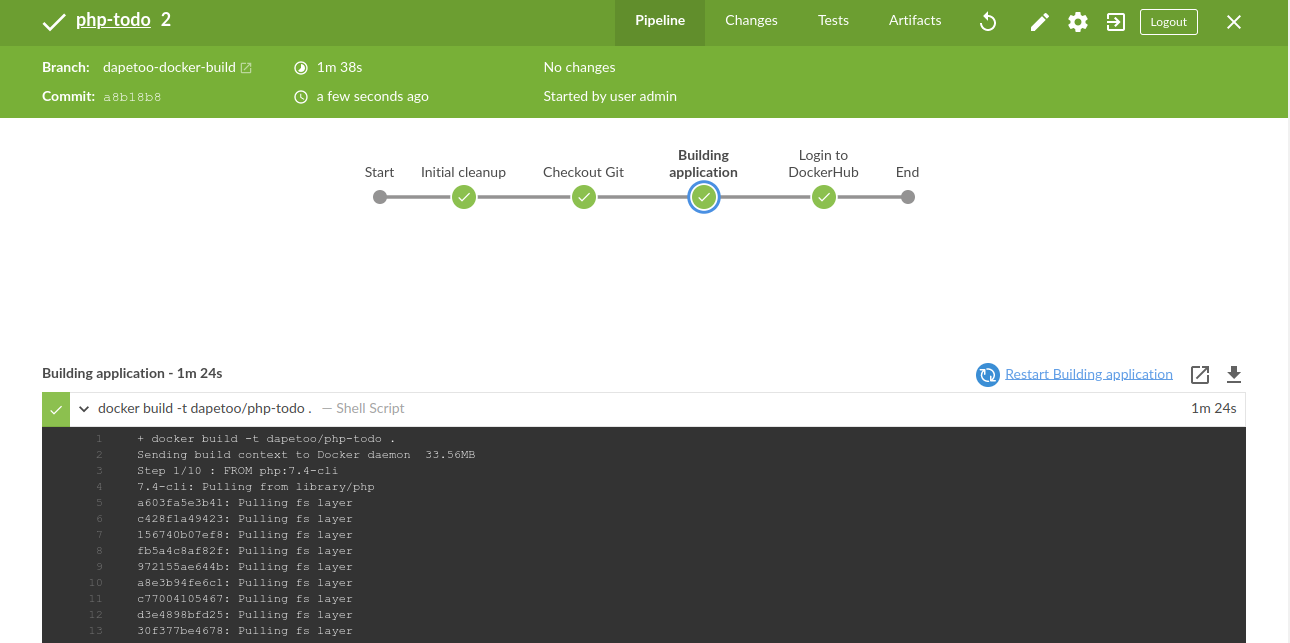 php-todo 2
Pipeline Changes Tests Artifacts Logout
Branch: dapetoo-docker-build 1m 38s No changes
Commit: a8b18b8 a few seconds ago Started by user admin
Start Initial cleanup Checkout Git Building application Login to DockerHub End
Building application - 1m 24s Restart Building application
docker build -t dapetoo/php-todo . — Shell Script 1m 24s
1 + docker build -t dapetoo/php-todo .
2 Sending build context to Docker daemon 33.56MB
3 Step 1/10 : FROM php:7.4-cli
4 7.4-cli: Pulling from library/php
5 a603fa5e3b41: Pulling fs layer
6 c428f1a49423: Pulling fs layer
7 156740b07ef8: Pulling fs layer
8 fb5a4c8af82f: Pulling fs layer
9 972155ae644b: Pulling fs layer
10 a8e3b94fe6c1: Pulling fs layer
11 c77004105467: Pulling fs layer
12 d3e4898bfd25: Pulling fs layer
13 30f377be4678: Pulling fs layer